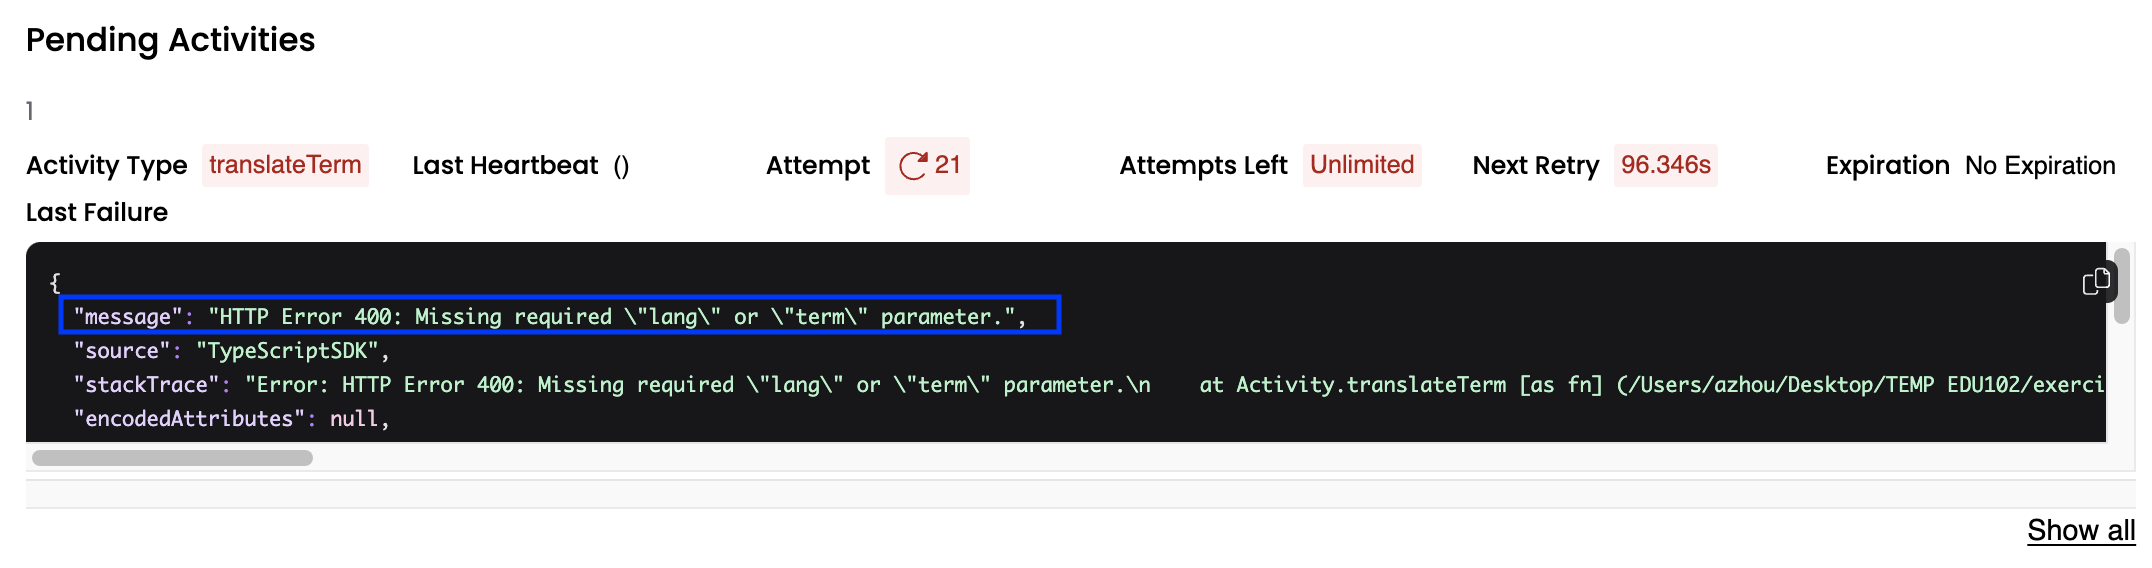 Pending Activities
1
Activity Type translateTerm Last Heartbeat () Attempt 21 Attempts Left Unlimited Next Retry 96.346s Expiration No Expiration
Last Failure
{
"message": "HTTP Error 400: Missing required \"lang\" or \"term\" parameter.",
"source": "TypeScriptSDK",
"stackTrace": "Error: HTTP Error 400: Missing required \"lang\" or \"term\" parameter.\n    at Activity.translateTerm [as fn] (/Users/azhou/Desktop/TEMP EDU102/exerci
"encodedAttributes": null,
Show all